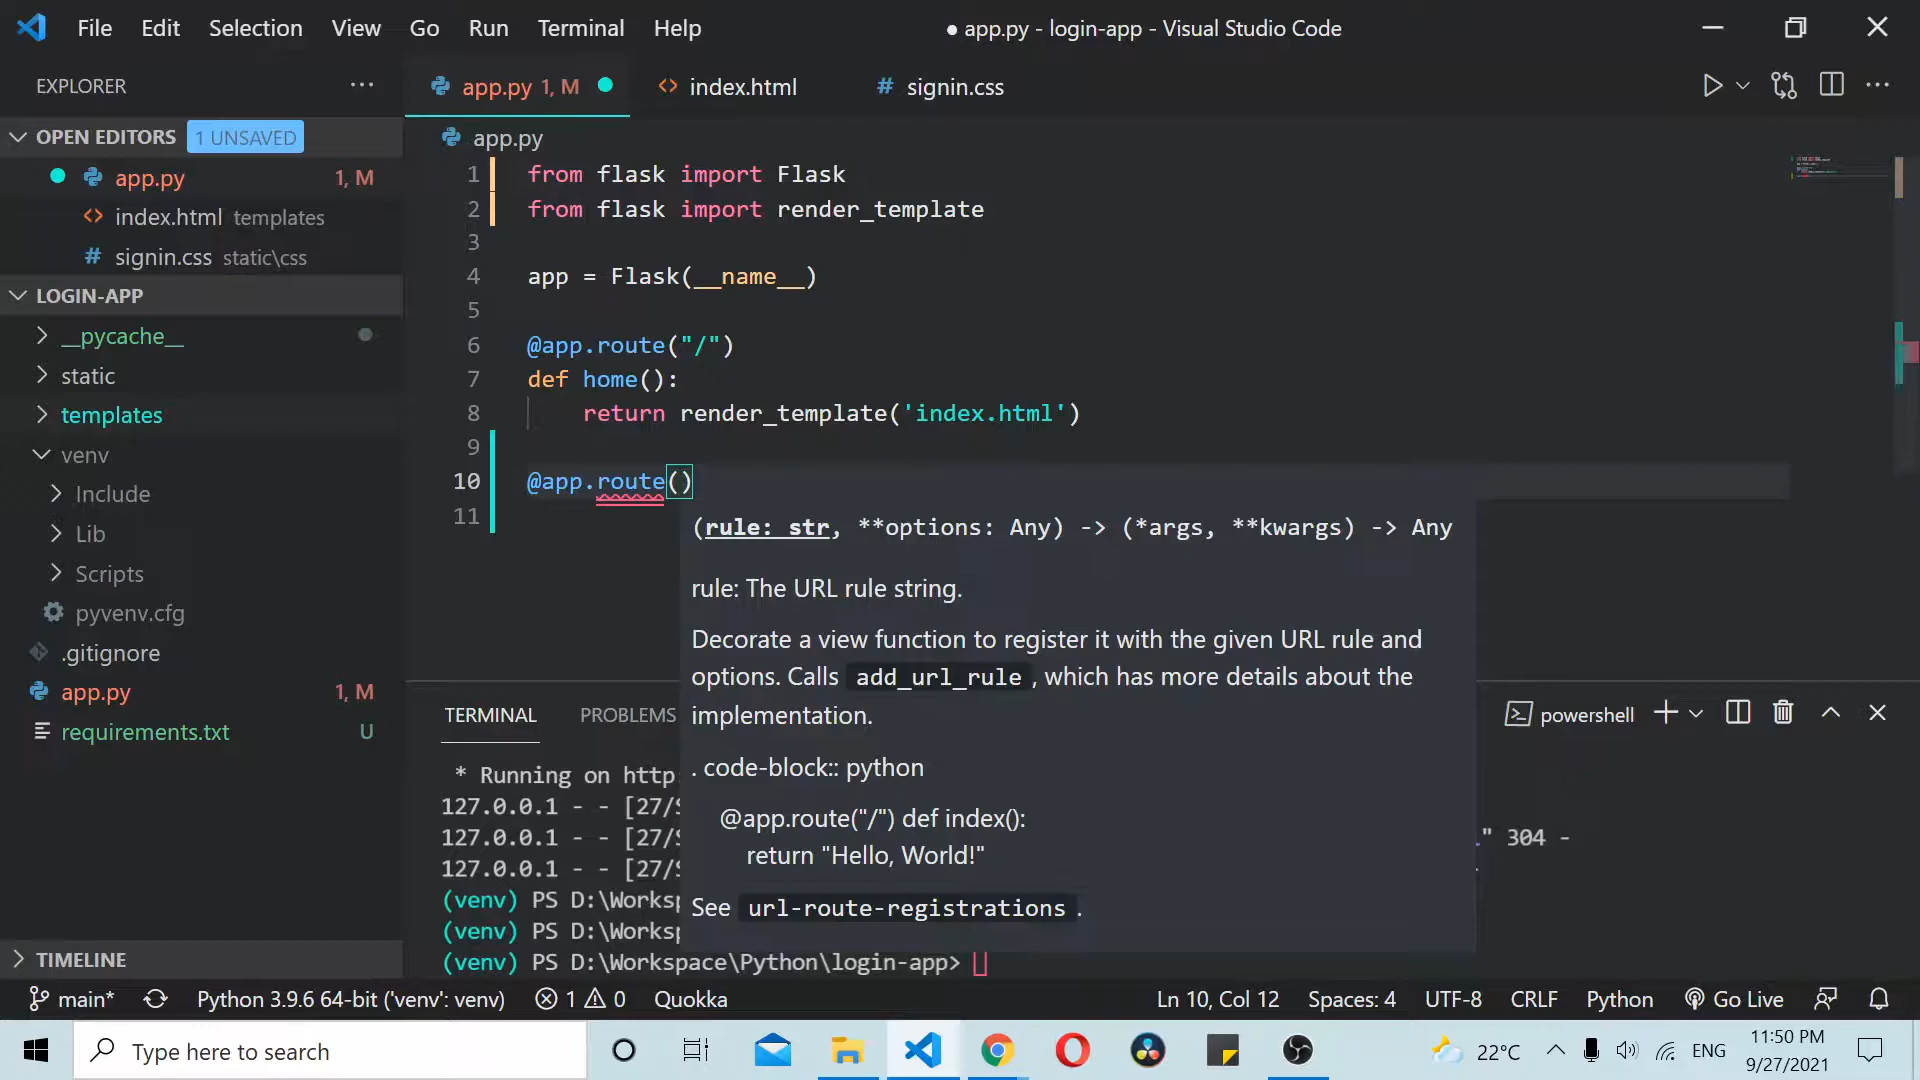 File Edit Selection View Go Run Terminal Help
● app.py - login-app - Visual Studio Code
EXPLORER
OPEN EDITORS 1 UNSAVED
app.py 1, M
index.html templates
signin.css static\css
LOGIN-APP
__pycache__
static
templates
venv
Include
Lib
Scripts
pyvenv.cfg
.gitignore
app.py 1, M
requirements.txt U
TIMELINE
app.py 1, M
index.html
signin.css
app.py
1 from flask import Flask
2 from flask import render_template
3
4 app = Flask(__name__)
5
6 @app.route("/")
7 def home():
8 return render_template('index.html')
9
10 @app.route()
11
(rule: str, **options: Any) -> (*args, **kwargs) -> Any
rule: The URL rule string.
Decorate a view function to register it with the given URL rule and
options. Calls add_url_rule , which has more details about the
implementation.
. code-block:: python
@app.route("/") def index():
return "Hello, World!"
See url-route-registrations .
TERMINAL PROBLEMS
powershell
* Running on http
127.0.0.1 - - [27/
127.0.0.1 - - [27/ " 304 -
127.0.0.1 - - [27/
(venv) PS D:\Works
(venv) PS D:\Works
(venv) PS D:\Workspace\Python\login-app>
main* Python 3.9.6 64-bit ('venv': venv) 1 0 Quokka
Ln 10, Col 12 Spaces: 4 UTF-8 CRLF Python Go Live
Type here to search
22°C ENG
11:50 PM
9/27/2021